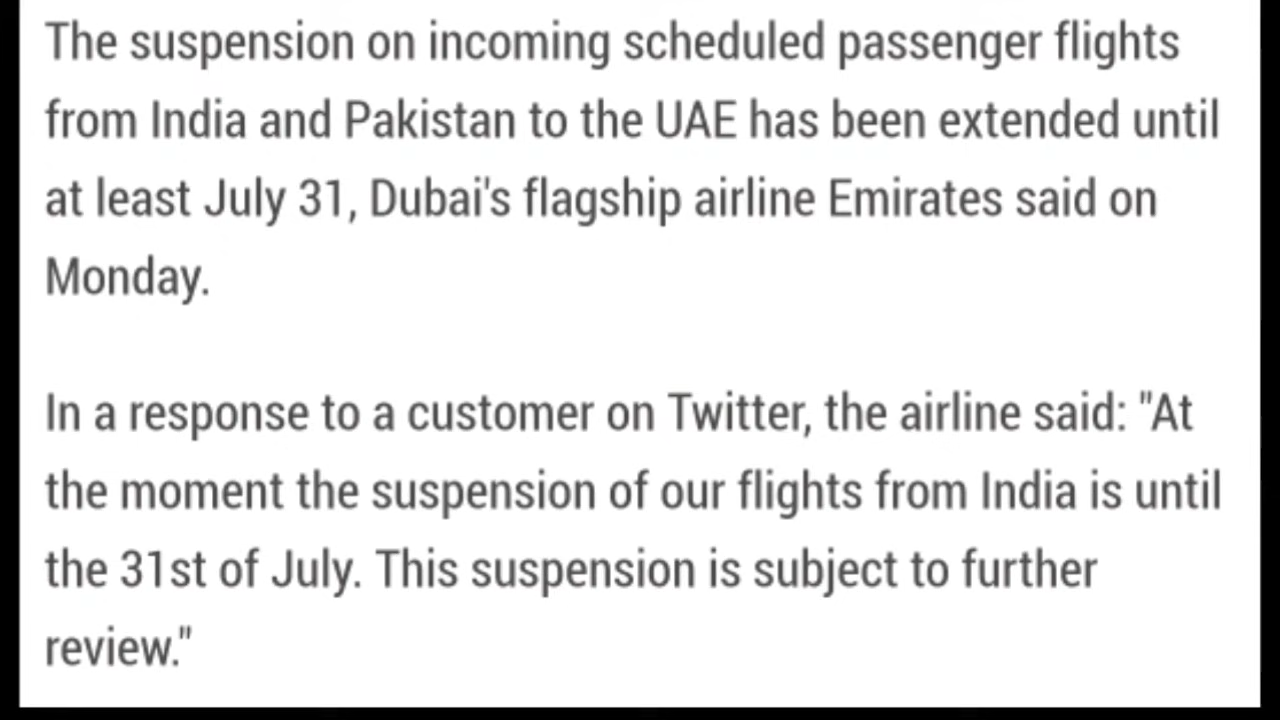 The suspension on incoming scheduled passenger flights
from India and Pakistan to the UAE has been extended until
at least July 31, Dubai's flagship airline Emirates said on
Monday.
In a response to a customer on Twitter, the airline said: "At
the moment the suspension of our flights from India is until
the 31st of July. This suspension is subject to further
review."